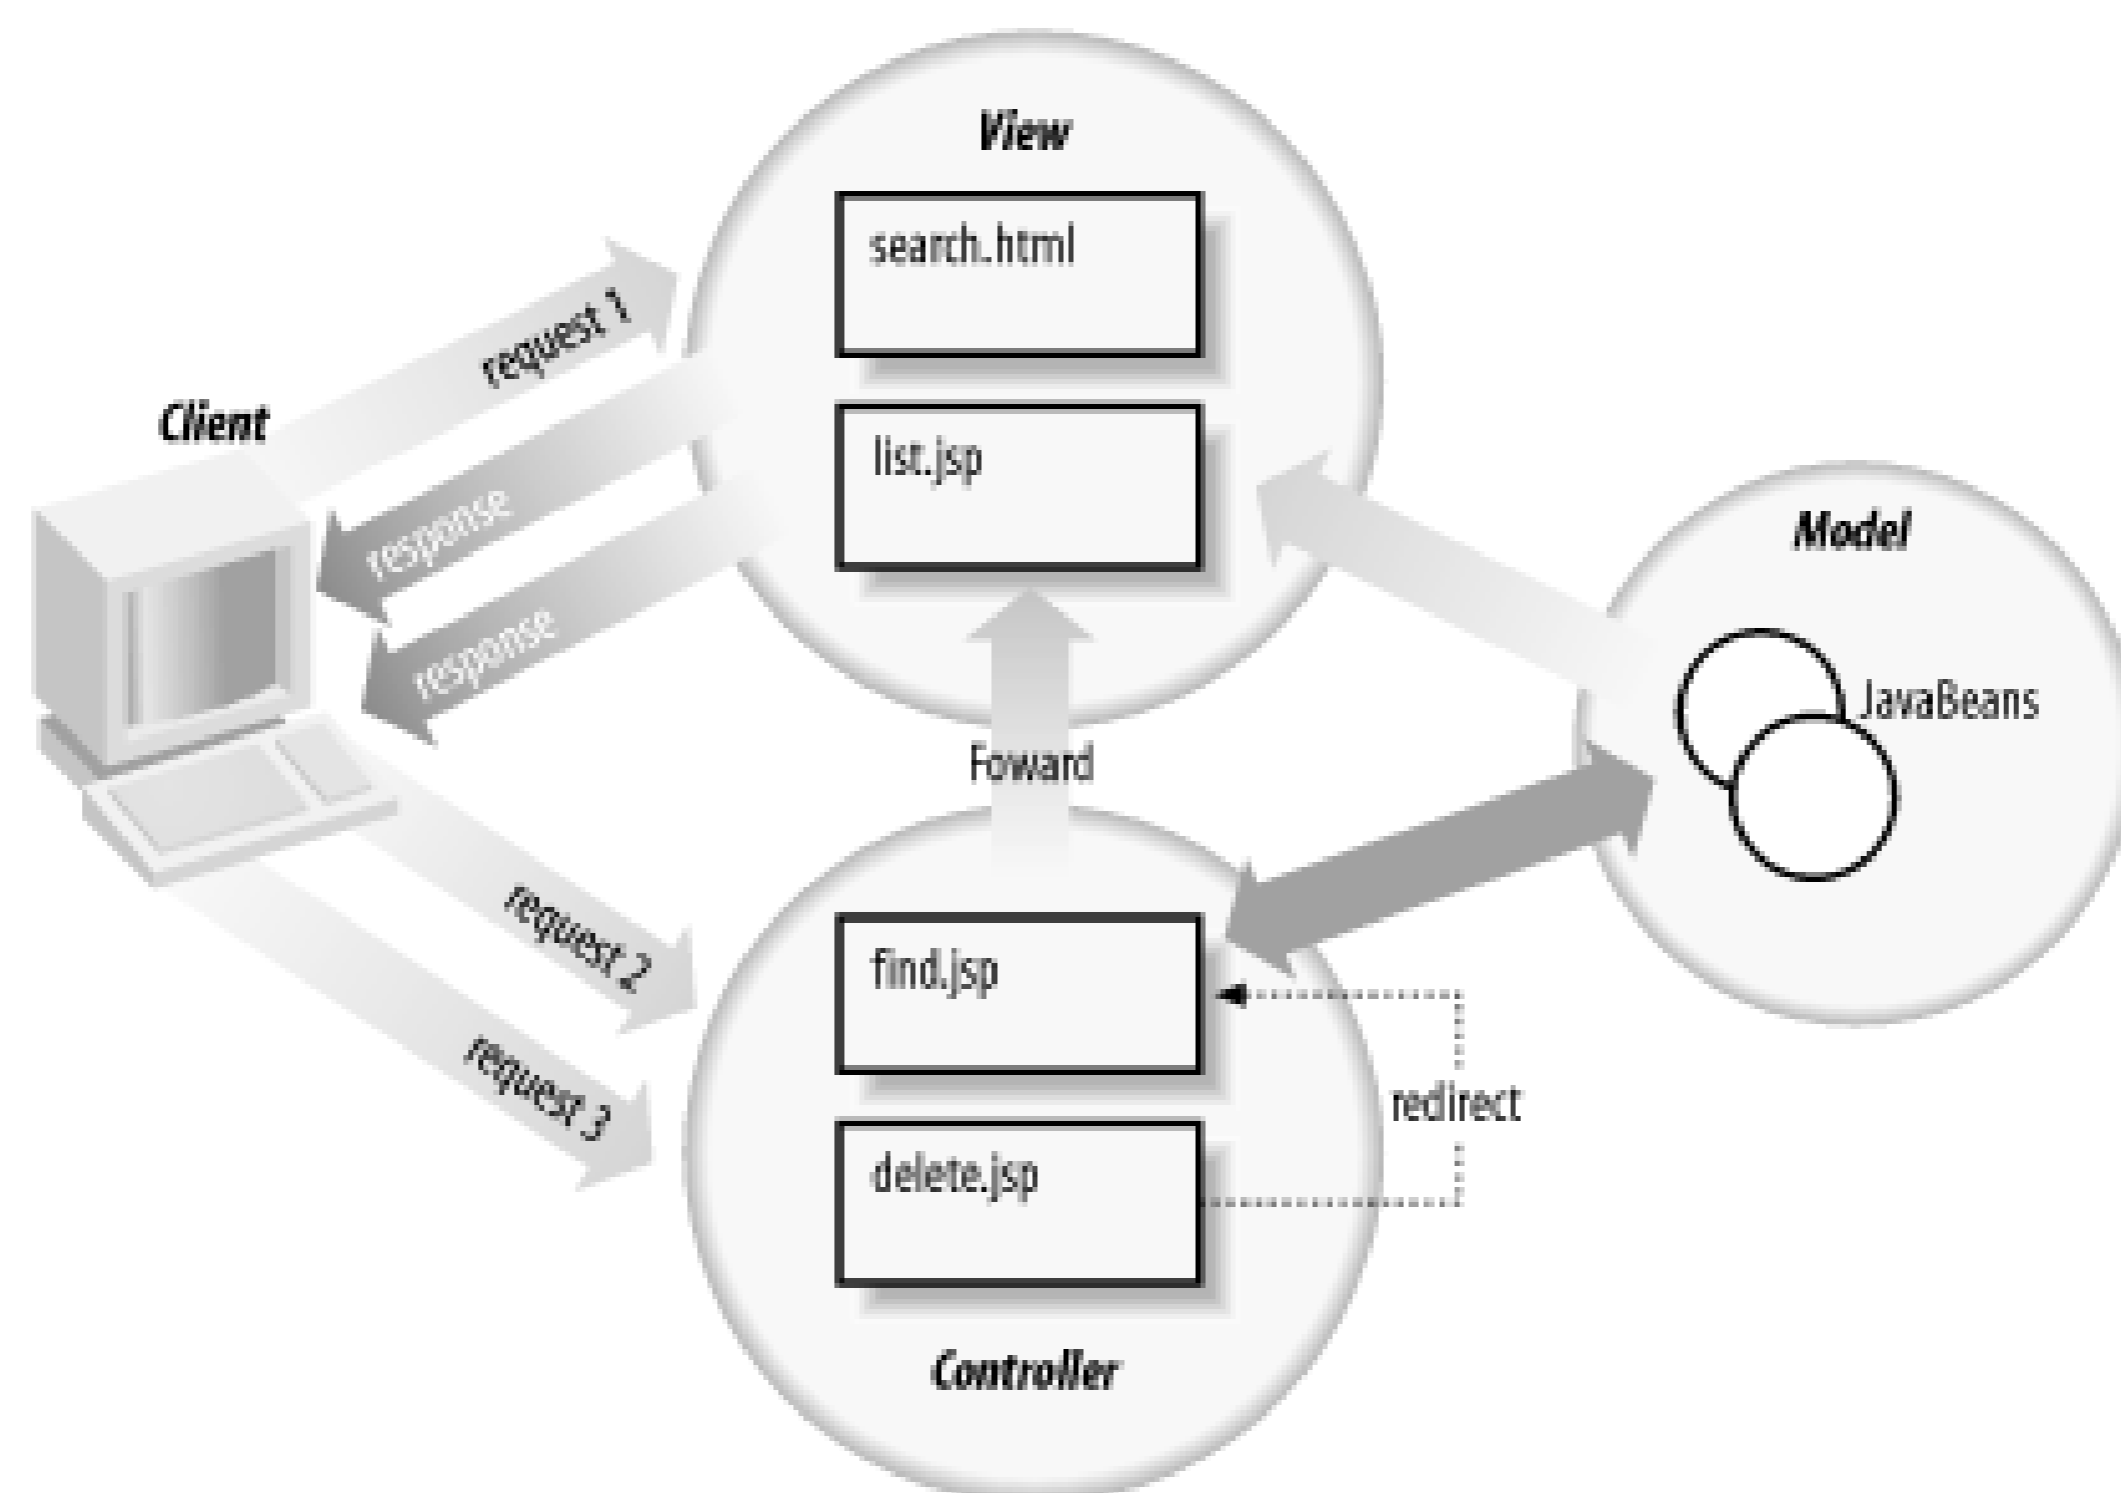 View
search.html
request 1
Client
list.jsp
response
Model
response
JavaBeans
Foward
request 2
find.jsp
request 3
redirect
delete.jsp
Controller